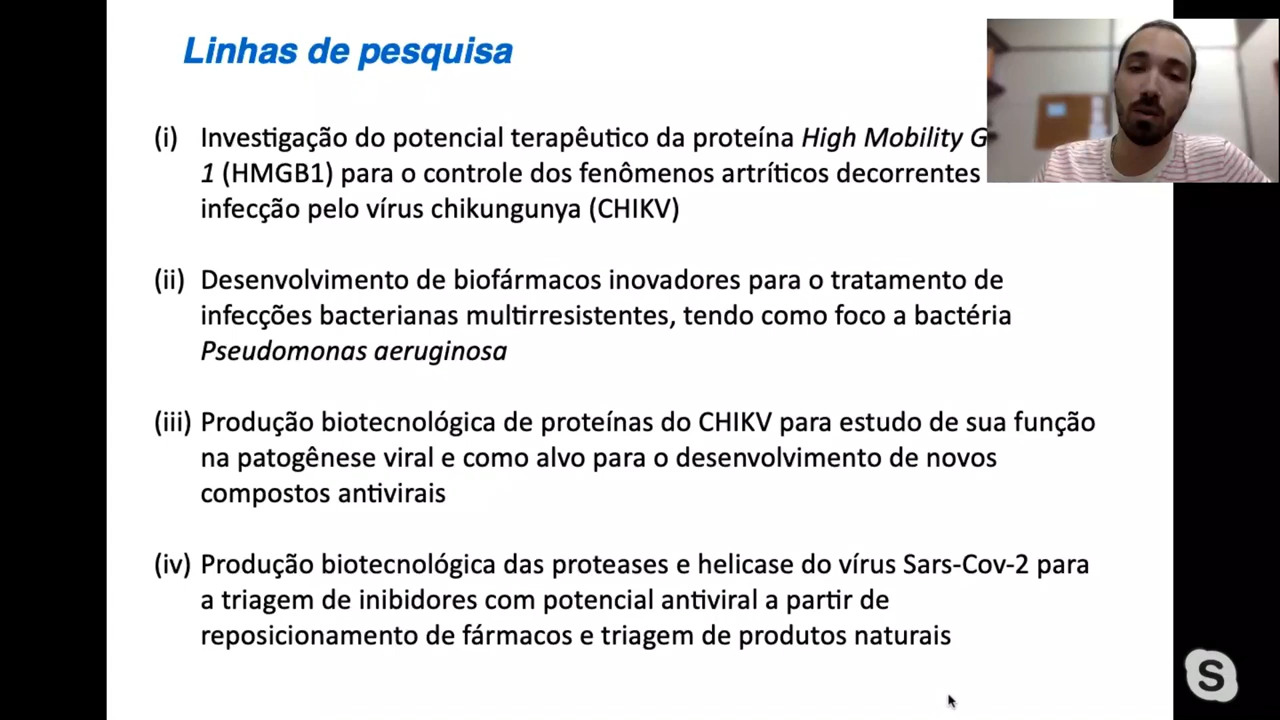 Linhas de pesquisa
(i) Investigação do potencial terapêutico da proteína High Mobility G
1 (HMGB1) para o controle dos fenômenos artríticos decorrentes
infecção pelo vírus chikungunya (CHIKV)
(ii) Desenvolvimento de biofármacos inovadores para o tratamento de
infecções bacterianas multirresistentes, tendo como foco a bactéria
Pseudomonas aeruginosa
(iii) Produção biotecnológica de proteínas do CHIKV para estudo de sua função
na patogênese viral e como alvo para o desenvolvimento de novos
compostos antivirais
(iv) Produção biotecnológica das proteases e helicase do vírus Sars-Cov-2 para
a triagem de inibidores com potencial antiviral a partir de
reposicionamento de fármacos e triagem de produtos naturais
S